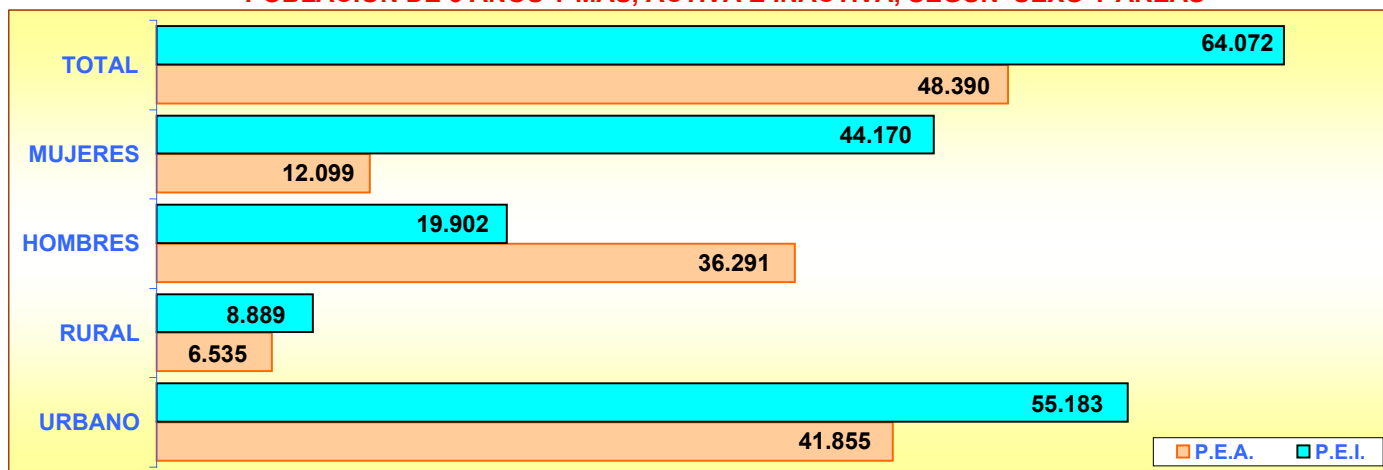 TOTAL
64.072
48.390
MUJERES
44.170
12.099
HOMBRES
19.902
36.291
RURAL
8.889
6.535
URBANO
55.183
41.855
P.E.A. P.E.I.